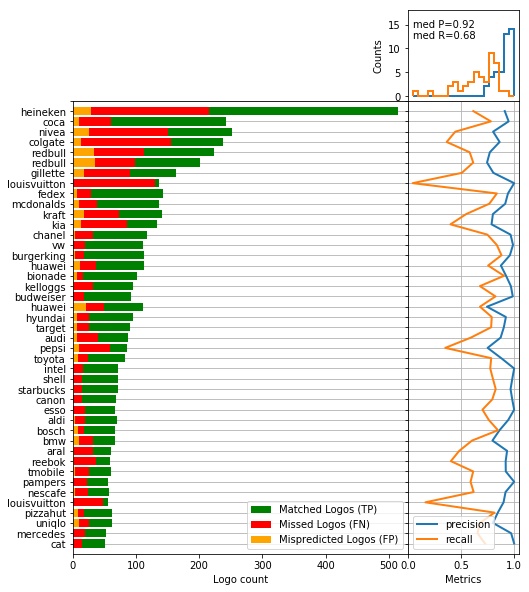 med P=0.92
med R=0.68
Counts
15
10
5
0
heineken
coca
nivea
colgate
redbull
redbull
gillette
louisvuitton
fedex
mcdonalds
kraft
kia
chanel
vw
burgerking
huawei
bionade
kelloggs
budweiser
huawei
hyundai
target
audi
pepsi
toyota
intel
shell
starbucks
canon
esso
aldi
bosch
bmw
aral
reebok
tmobile
pampers
nescafe
louisvuitton
pizzahut
uniqlo
mercedes
cat
Matched Logos (TP)
Missed Logos (FN)
Mispredicted Logos (FP)
precision
recall
0 100 200 300 400 500
0.0 0.5 1.0
Logo count
Metrics